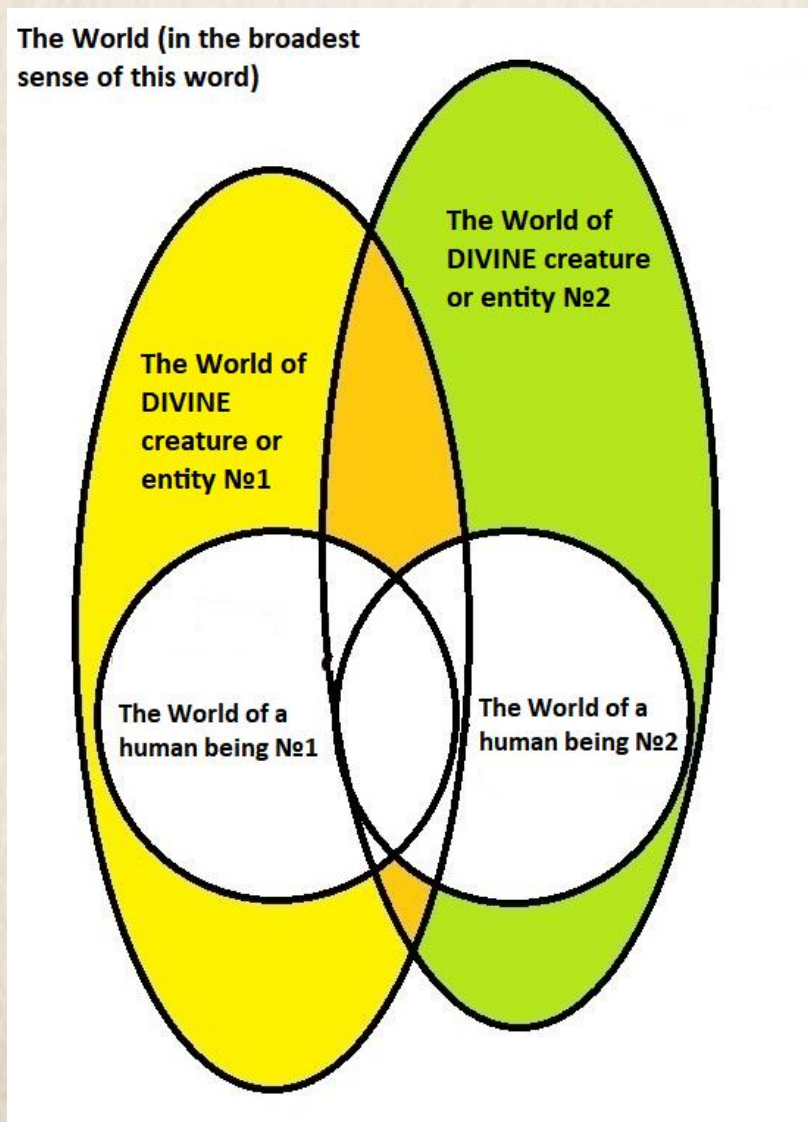 The World (in the broadest
sense of this word)
The World of
DIVINE creature
or entity №2
The World of
DIVINE
creature or
entity №1
The World of a
human being №1
The World of a
human being №2